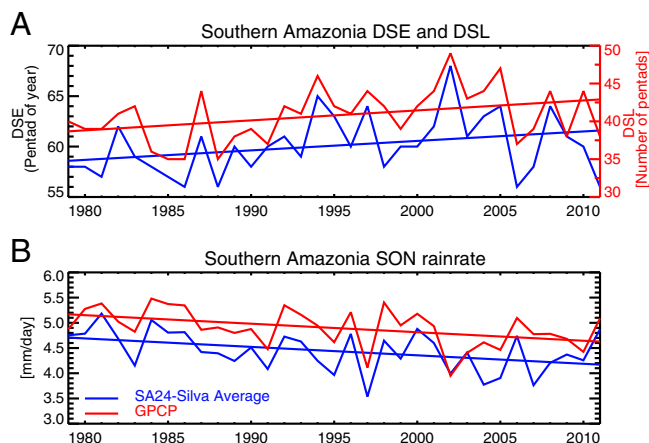 A
Southern Amazonia DSE and DSL
70
65
60
55
DSE
(Pentad of year)
50
45
40
35
30
DSL
[Number of pentads]
1980 1985 1990 1995 2000 2005 2010
B
Southern Amazonia SON rainrate
6.0
5.5
5.0
4.5
4.0
3.5
3.0
[mm/day]
SA24-Silva Average
GPCP
1980 1985 1990 1995 2000 2005 2010